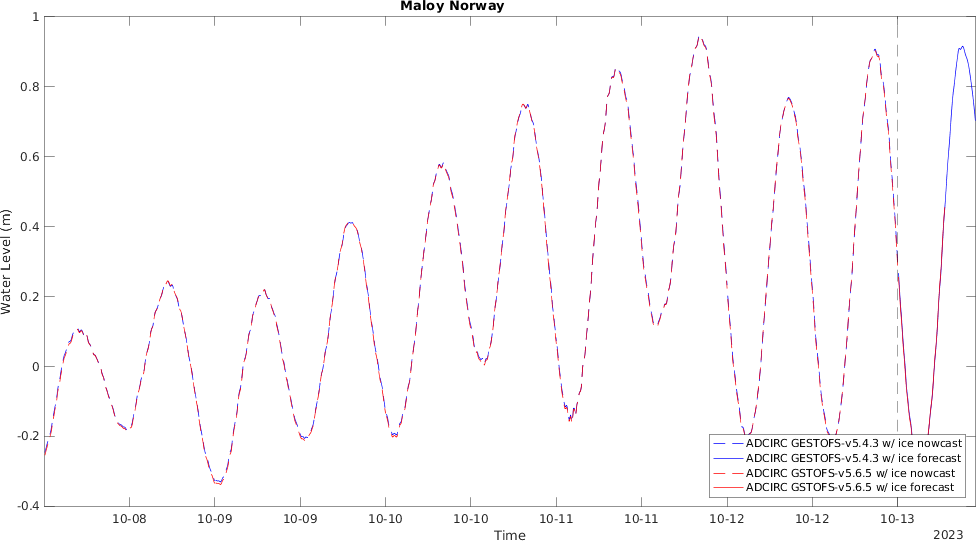 Maloy Norway
1
0.8
0.6
0.4
0.2
0
-0.2
-0.4
Water Level (m)
ADCIRC GESTOFS-v5.4.3 w/ ice nowcast
ADCIRC GESTOFS-v5.4.3 w/ ice forecast
ADCIRC GSTOFS-v5.6.5 w/ ice nowcast
ADCIRC GSTOFS-v5.6.5 w/ ice forecast
10-08 10-09 10-09 10-10 10-10 10-11 10-11 10-12 10-12 10-13
Time
2023